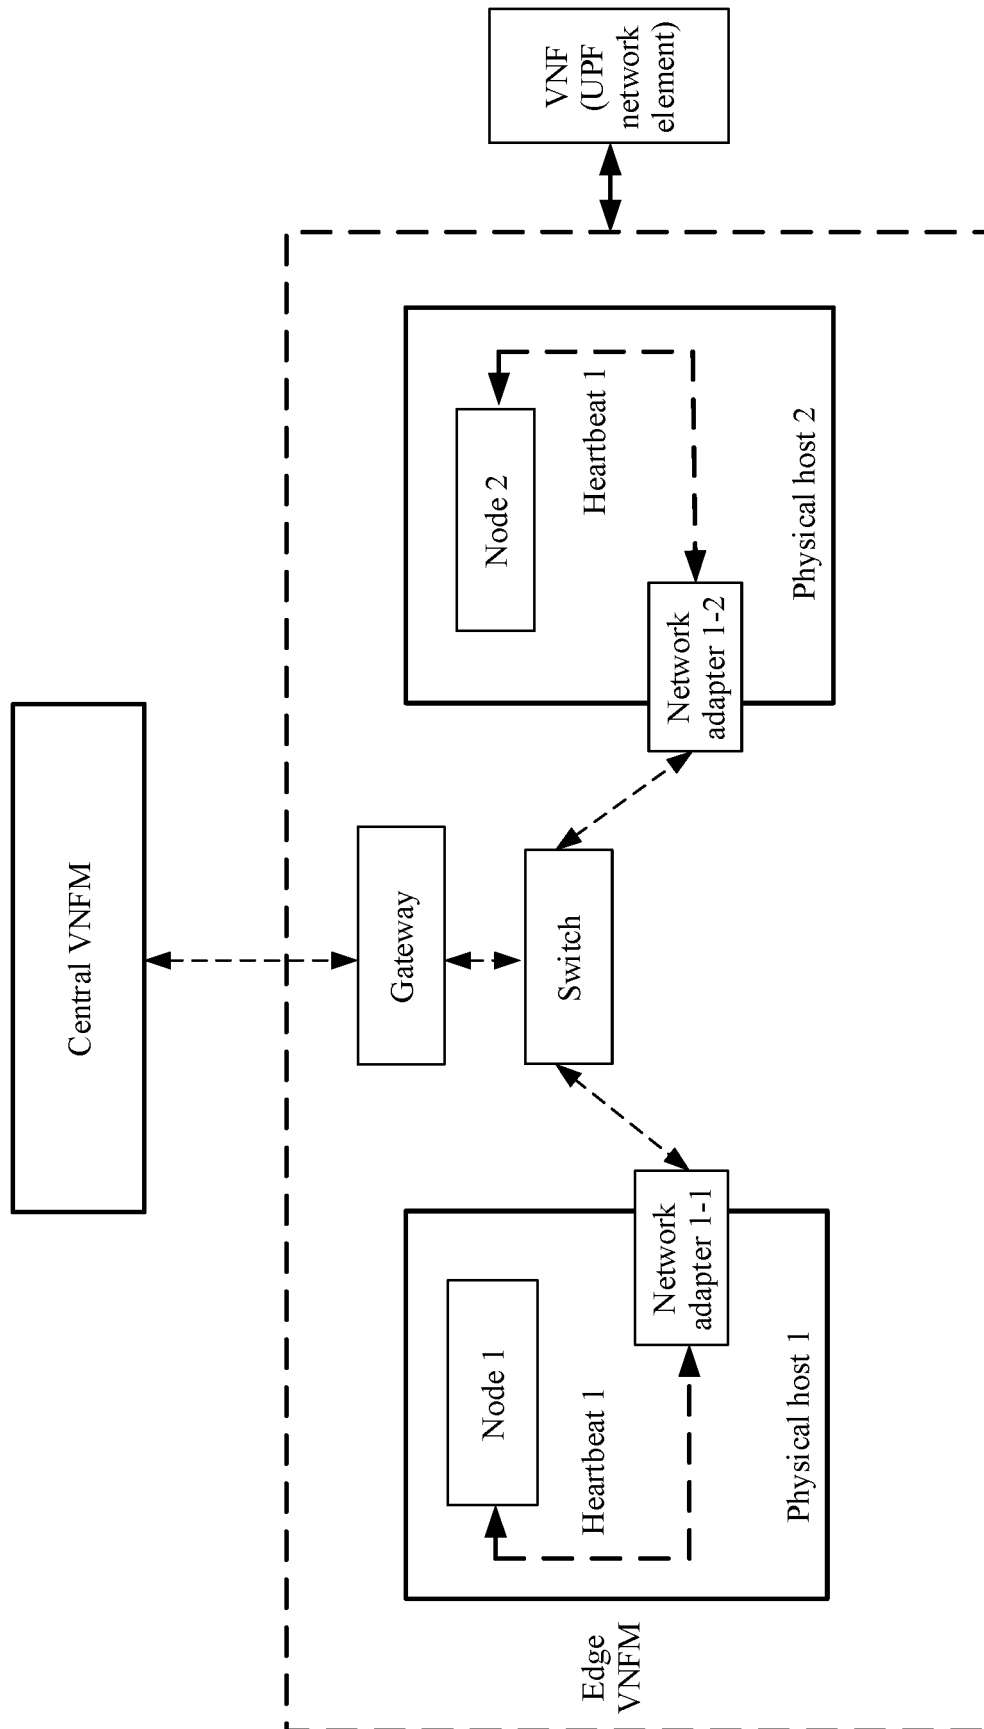 Central VNFM
Gateway
Switch
Edge
VNFM
Node 1
Heartbeat 1
Network
adapter 1-1
Physical host 1
Node 2
Heartbeat 1
Network
adapter 1-2
Physical host 2
VNF
(UPF
network
element)